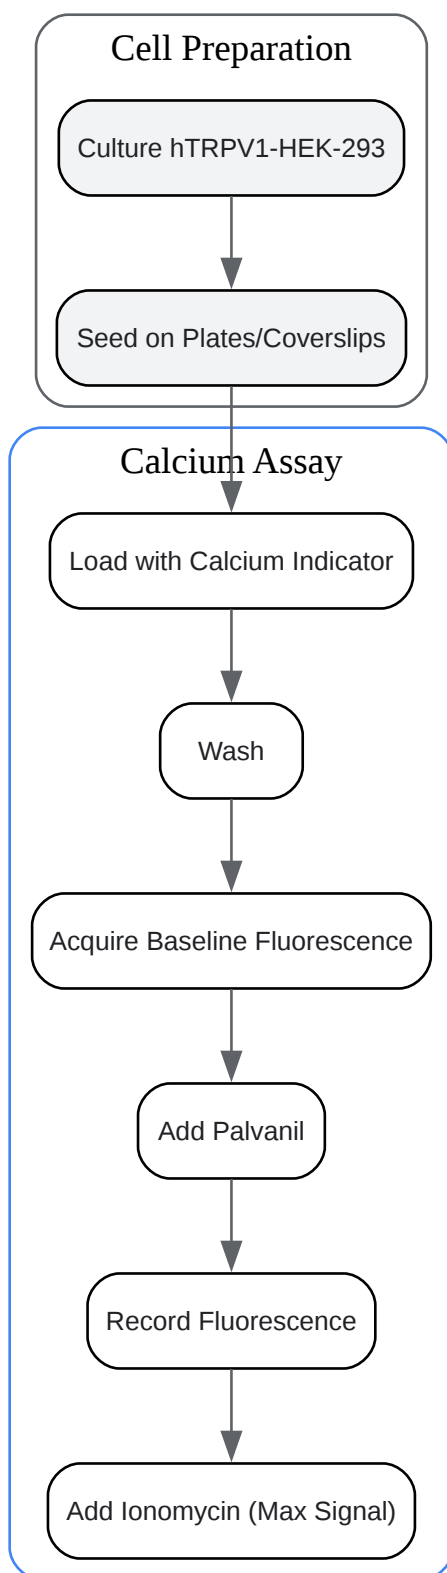 Cell Preparation
Culture hTRPV1-HEK-293
Seed on Plates/Coverslips
Calcium Assay
Load with Calcium Indicator
Wash
Acquire Baseline Fluorescence
Add Palvanil
Record Fluorescence
Add Ionomycin (Max Signal)